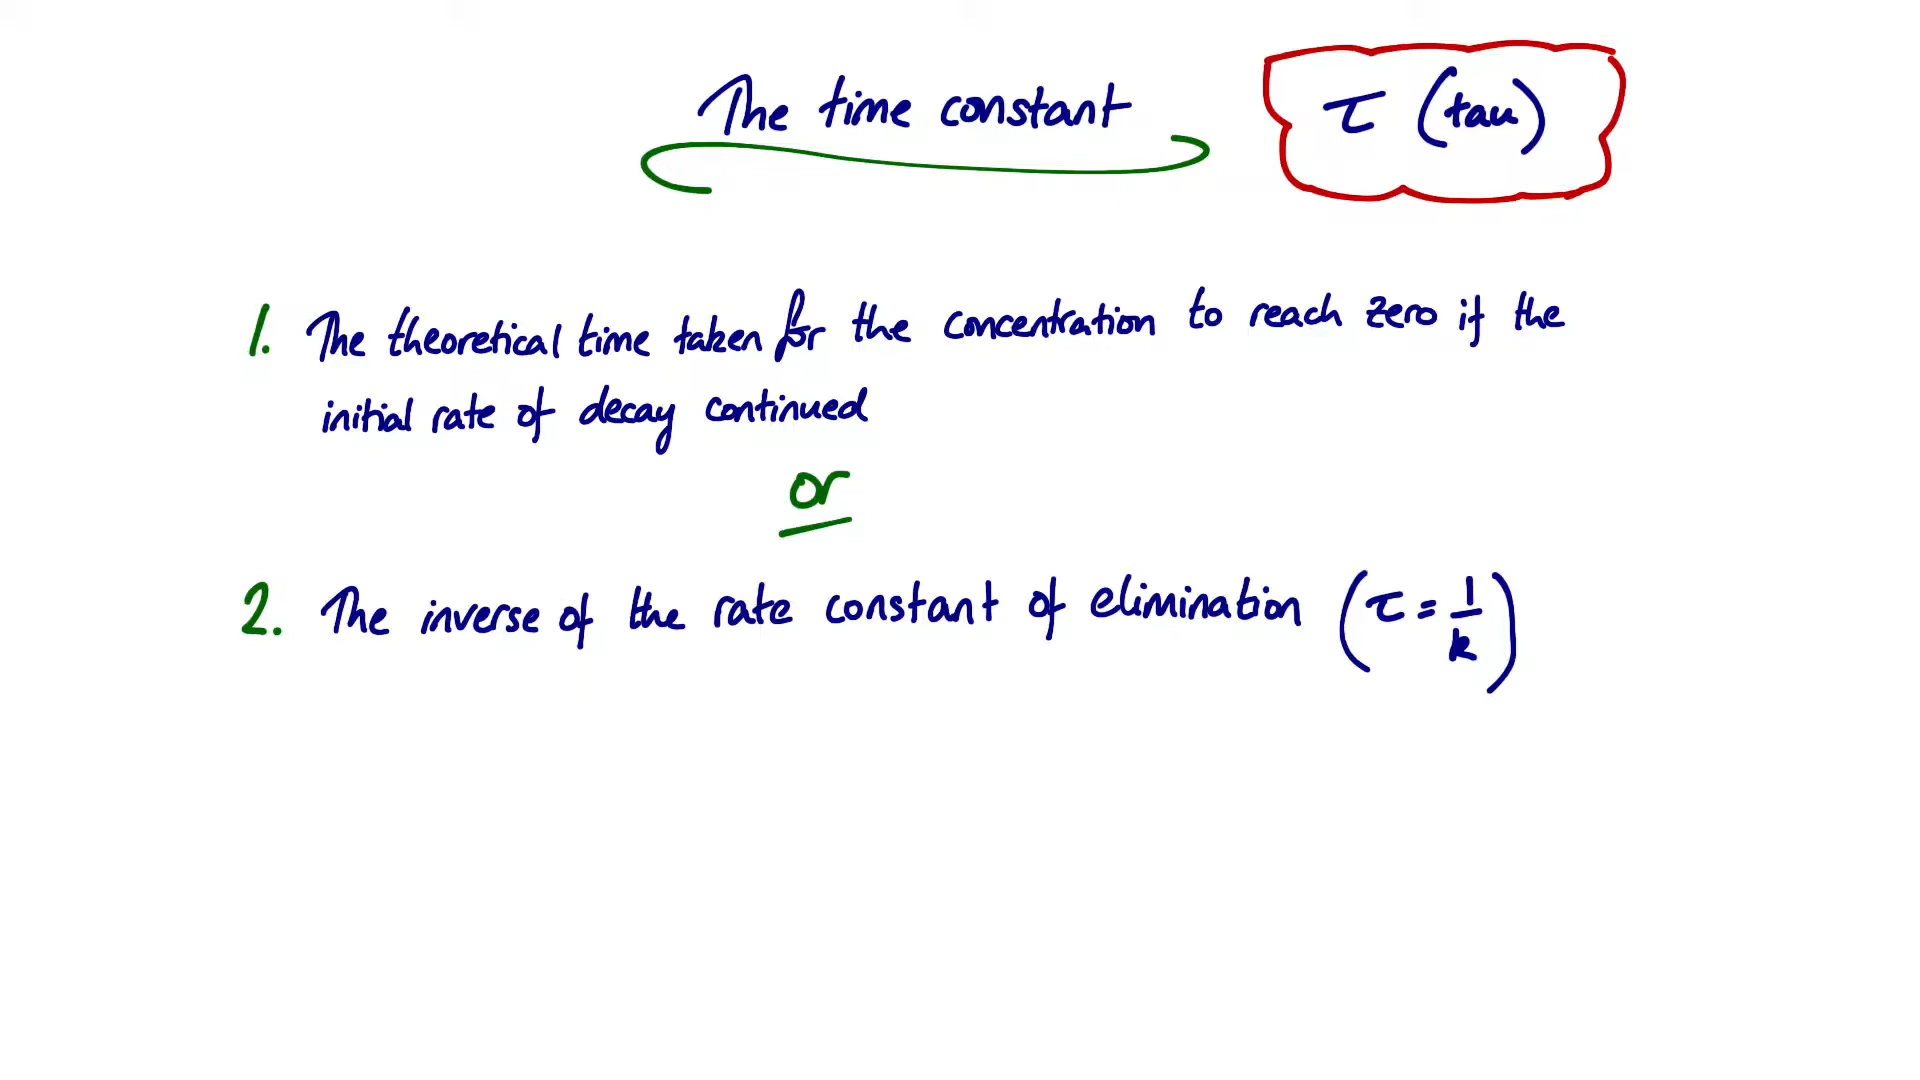 The time constant τ (tau)
1. The theoretical time taken for the concentration to reach zero if the
initial rate of decay continued
or
2. The inverse of the rate constant of elimination (τ = 1/k)